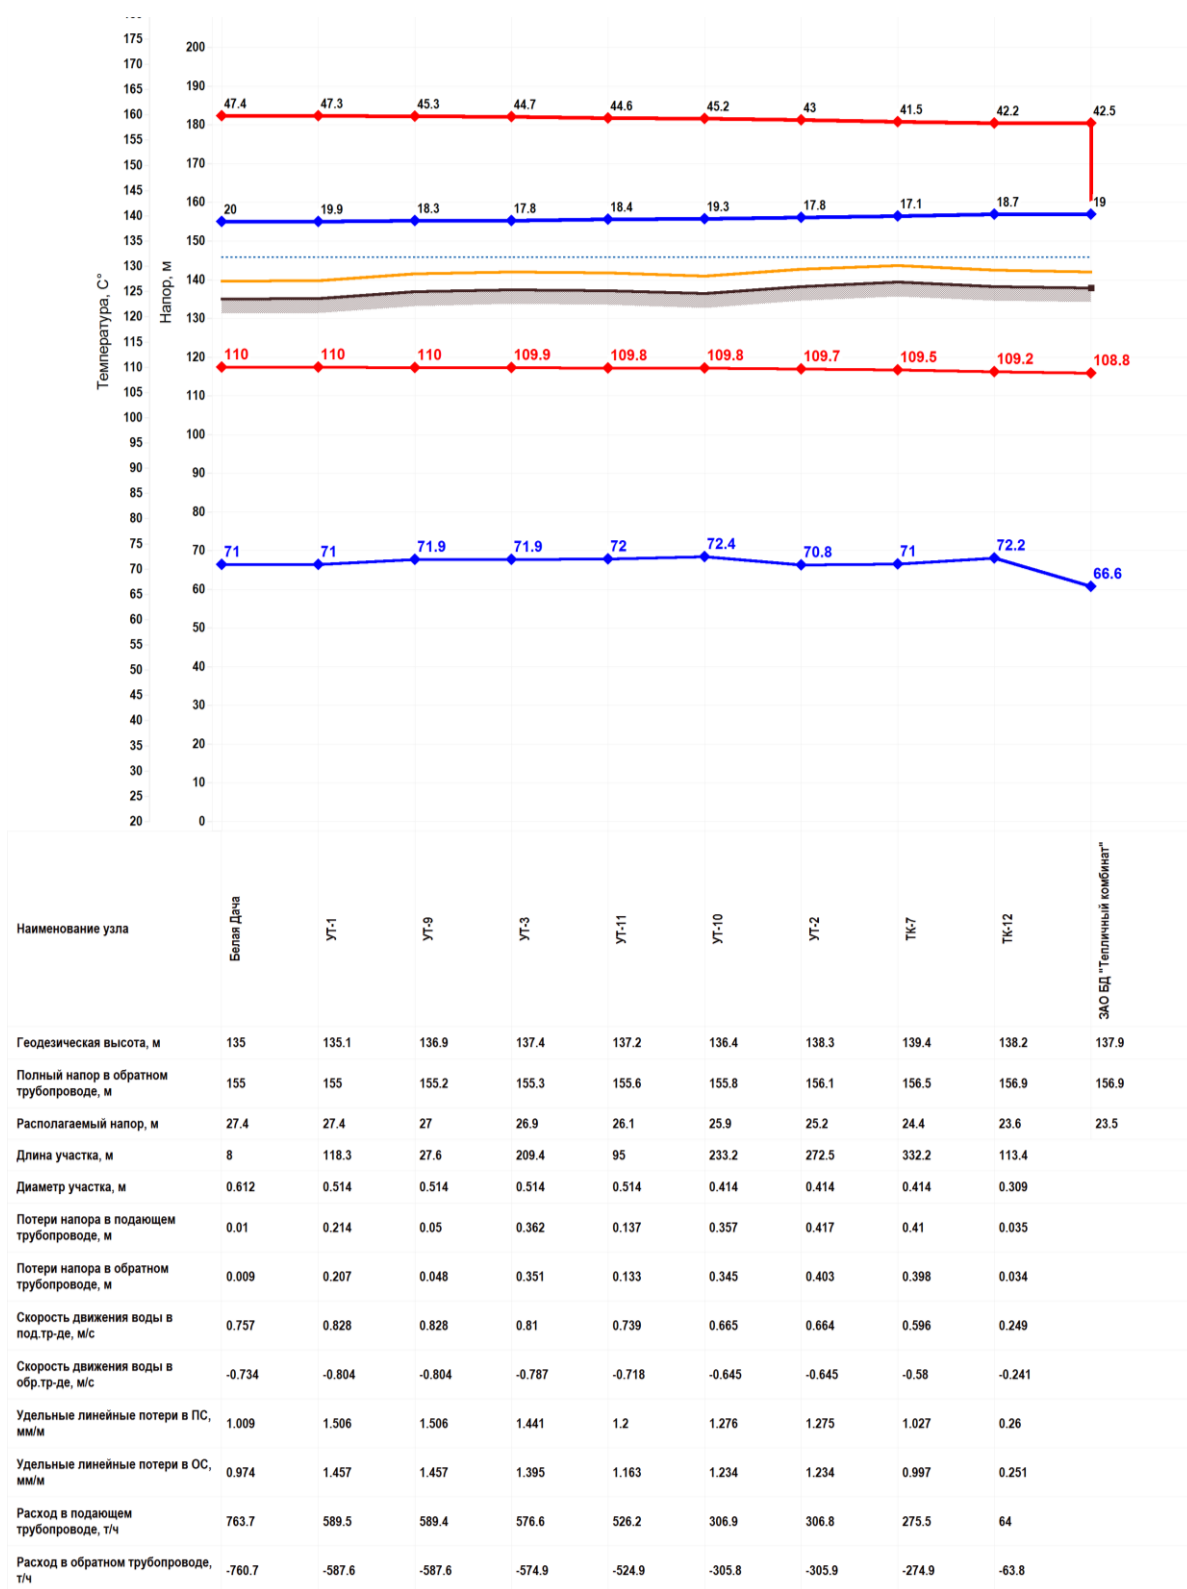 175
170
165
160
155
150
145
140
135
130
125
120
115
110
105
100
95
90
85
80
75
70
65
60
55
50
45
40
35
30
25
20
Температура, С°
200
190
180
170
160
150
140
130
120
110
100
90
80
70
60
50
40
30
20
10
0
Напор, м
47.4 47.3 45.3 44.7 44.6 45.2 43 41.5 42.2 42.5
20 19.9 18.3 17.8 18.4 19.3 17.8 17.1 18.7 19
110 110 110 109.9 109.8 109.8 109.7 109.5 109.2 108.8
71 71 71.9 71.9 72 72.4 70.8 71 72.2 66.6
Наименование узла Белая Дача УТ-1 УТ-9 УТ-3 УТ-11 УТ-10 УТ-2 ТК-7 ТК-12 ЗАО БД "Тепличный комбинат"
Геодезическая высота, м 135 135.1 136.9 137.4 137.2 136.4 138.3 139.4 138.2 137.9
Полный напор в обратном
трубопроводе, м 155 155 155.2 155.3 155.6 155.8 156.1 156.5 156.9 156.9
Располагаемый напор, м 27.4 27.4 27 26.9 26.1 25.9 25.2 24.4 23.6 23.5
Длина участка, м 8 118.3 27.6 209.4 95 233.2 272.5 332.2 113.4
Диаметр участка, м 0.612 0.514 0.514 0.514 0.514 0.414 0.414 0.414 0.309
Потери напора в подающем
трубопроводе, м 0.01 0.214 0.05 0.362 0.137 0.357 0.417 0.41 0.035
Потери напора в обратном
трубопроводе, м 0.009 0.207 0.048 0.351 0.133 0.345 0.403 0.398 0.034
Скорость движения воды в
под.тр-де, м/с 0.757 0.828 0.828 0.81 0.739 0.665 0.664 0.596 0.249
Скорость движения воды в
обр.тр-де, м/с -0.734 -0.804 -0.804 -0.787 -0.718 -0.645 -0.645 -0.58 -0.241
Удельные линейные потери в ПС,
мм/м 1.009 1.506 1.506 1.441 1.2 1.276 1.275 1.027 0.26
Удельные линейные потери в ОС,
мм/м 0.974 1.457 1.457 1.395 1.163 1.234 1.234 0.997 0.251
Расход в подающем
трубопроводе, т/ч 763.7 589.5 589.4 576.6 526.2 306.9 306.8 275.5 64
Расход в обратном трубопроводе,
т/ч -760.7 -587.6 -587.6 -574.9 -524.9 -305.8 -305.9 -274.9 -63.8